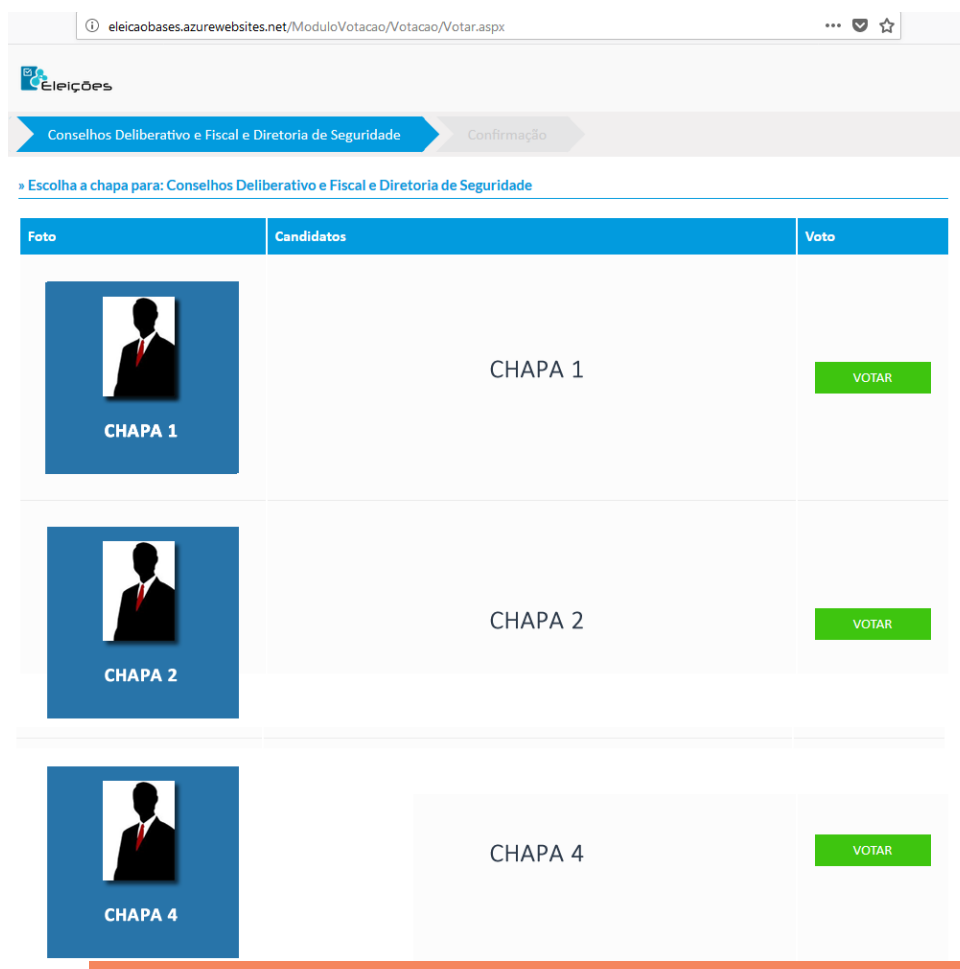 eleicaobases.azurewebsites.net/ModuloVotacao/Votacao/Votar.aspx
Eleições
Conselhos Deliberativo e Fiscal e Diretoria de Seguridade
Confirmação
» Escolha a chapa para: Conselhos Deliberativo e Fiscal e Diretoria de Seguridade
Foto Candidatos Voto
CHAPA 1
VOTAR
CHAPA 1
CHAPA 2
VOTAR
CHAPA 2
CHAPA 4
VOTAR
CHAPA 4